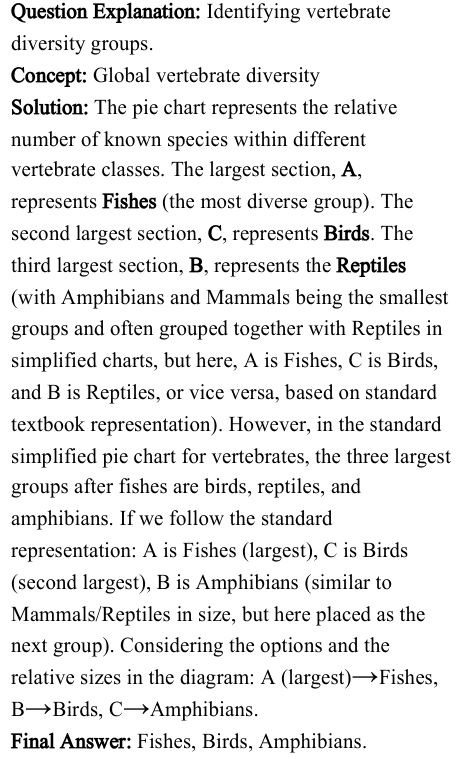 Question Explanation: Identifying vertebrate
diversity groups.
Concept: Global vertebrate diversity
Solution: The pie chart represents the relative
number of known species within different
vertebrate classes. The largest section, A,
represents Fishes (the most diverse group). The
second largest section, C, represents Birds. The
third largest section, B, represents the Reptiles
(with Amphibians and Mammals being the smallest
groups and often grouped together with Reptiles in
simplified charts, but here, A is Fishes, C is Birds,
and B is Reptiles, or vice versa, based on standard
textbook representation). However, in the standard
simplified pie chart for vertebrates, the three largest
groups after fishes are birds, reptiles, and
amphibians. If we follow the standard
representation: A is Fishes (largest), C is Birds
(second largest), B is Amphibians (similar to
Mammals/Reptiles in size, but here placed as the
next group). Considering the options and the
relative sizes in the diagram: A (largest)→Fishes,
B→Birds, C→Amphibians.
Final Answer: Fishes, Birds, Amphibians.